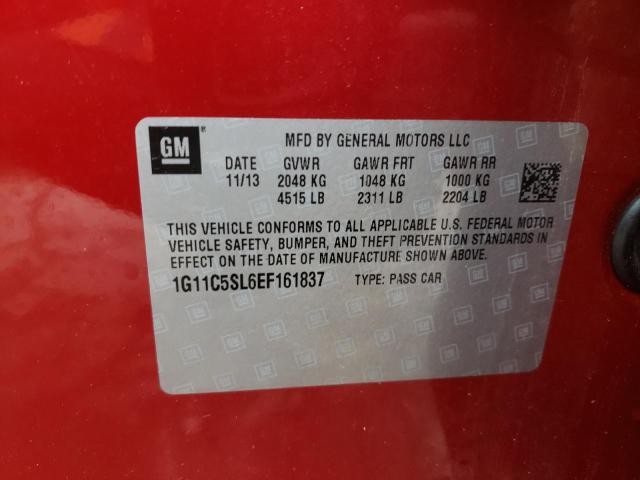 GM®
MFD BY GENERAL MOTORS LLC
DATE GVWR GAWR FRT GAWR RR
11/13 2048 KG 1048 KG 1000 KG
4515 LB 2311 LB 2204 LB
THIS VEHICLE CONFORMS TO ALL APPLICABLE U.S. FEDERAL MOTOR
VEHICLE SAFETY, BUMPER, AND THEFT PREVENTION STANDARDS IN
EFFECT ON THE DATE OF MANUFACTURE SHOWN ABOVE.
1G11C5SL6EF161837 TYPE: PASS CAR